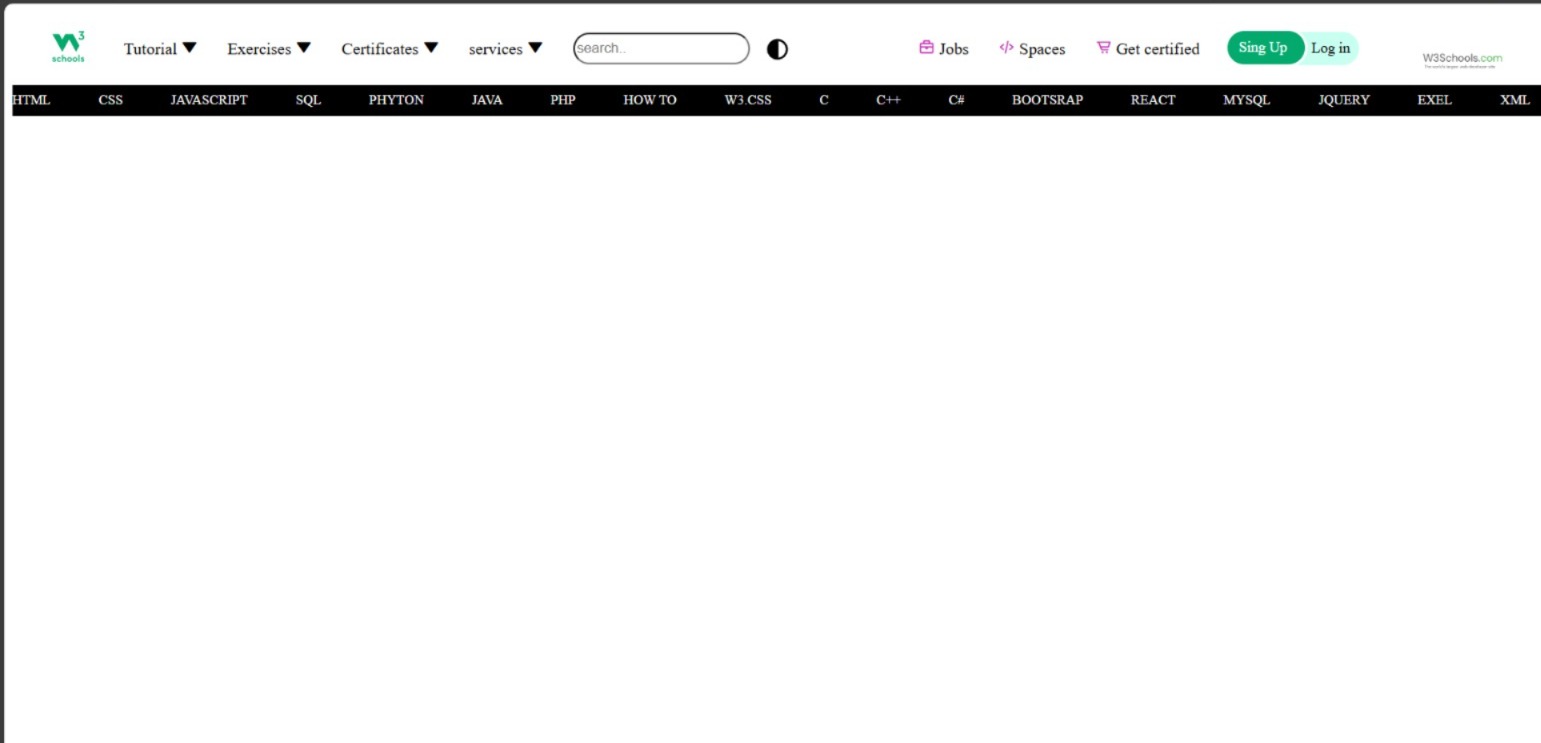 W3 schools Tutorial Exercises Certificates services search.. Jobs </> Spaces Get certified Sing Up Log in W3Schools.com
HTML CSS JAVASCRIPT SQL PHYTON JAVA PHP HOW TO W3.CSS C C++ C# BOOTSRAP REACT MYSQL JQUERY EXEL XML